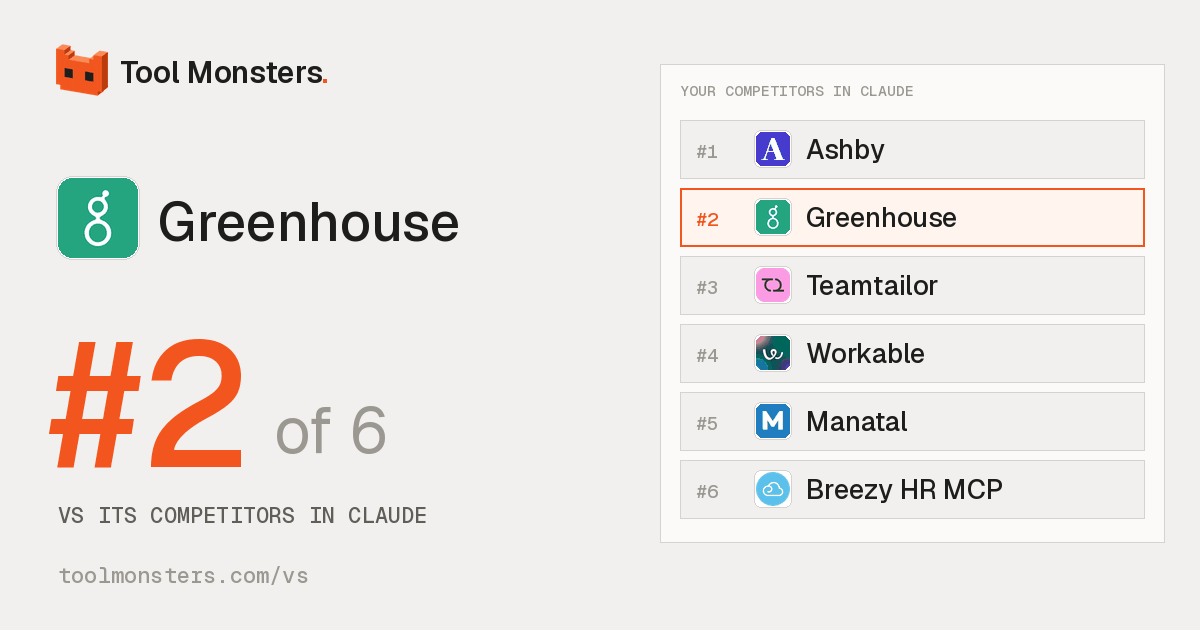 Tool Monsters.
Greenhouse
#2 of 6
VS ITS COMPETITORS IN CLAUDE
toolmonsters.com/vs
YOUR COMPETITORS IN CLAUDE
#1 A Ashby
#2 Greenhouse
#3 Teamtailor
#4 Workable
#5 M Manatal
#6 Breezy HR MCP